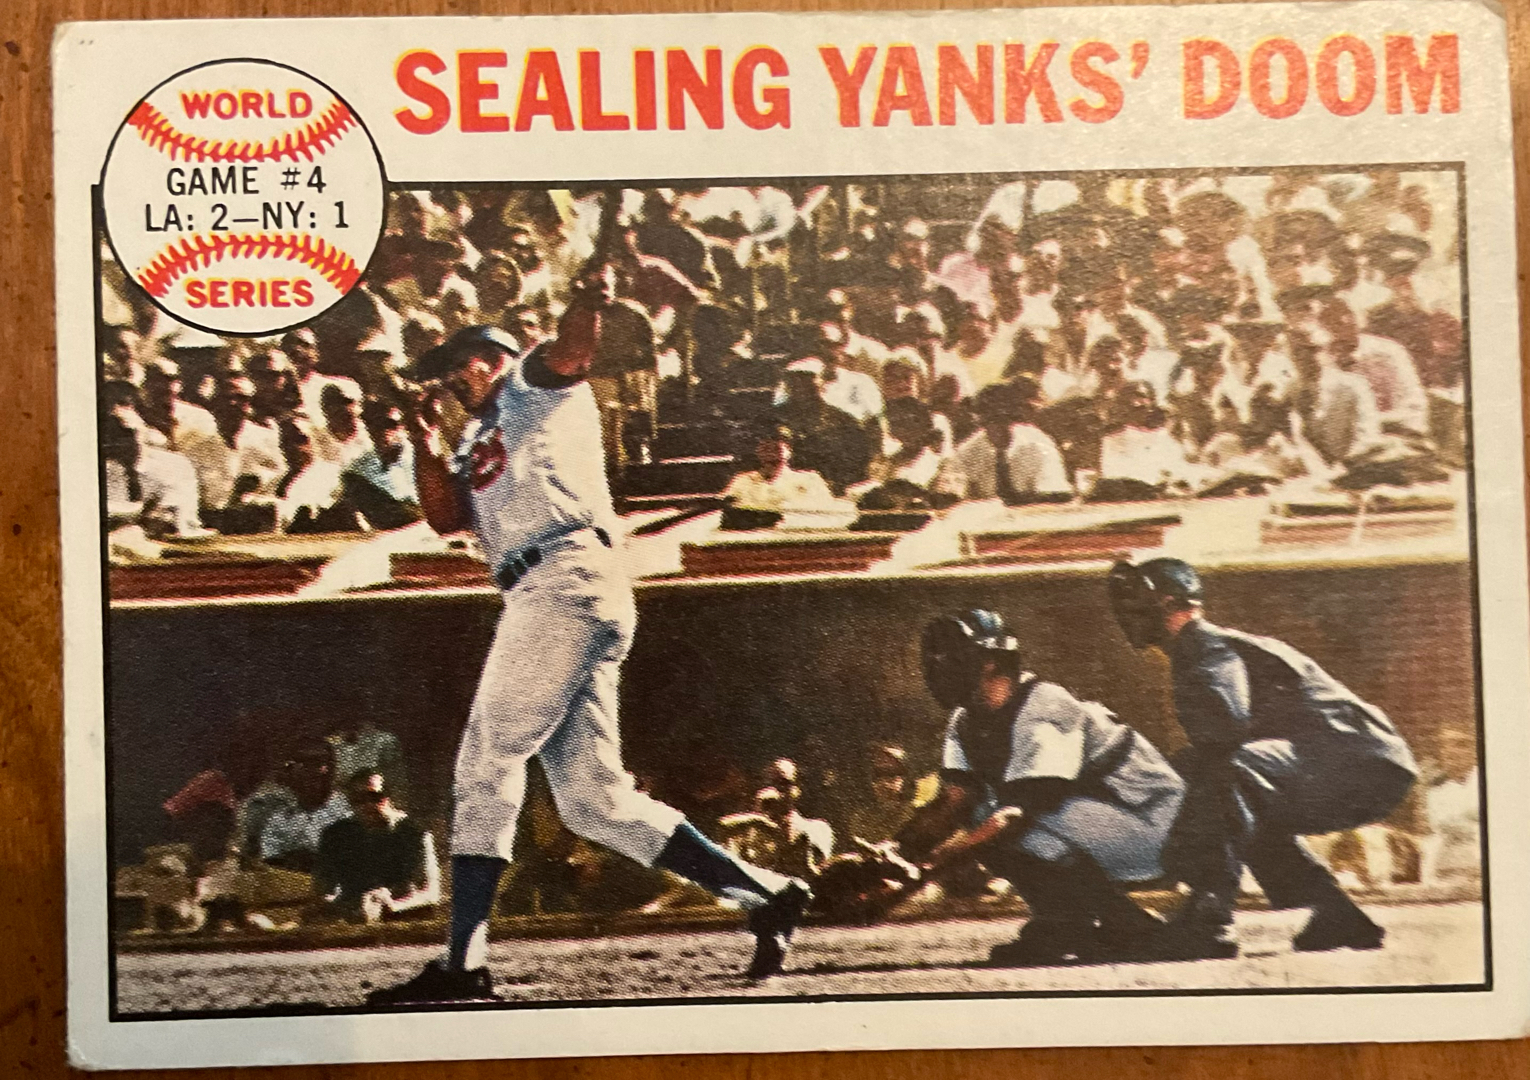 SEALING YANKS' DOOM
WORLD
GAME #4
LA: 2—NY: 1
SERIES